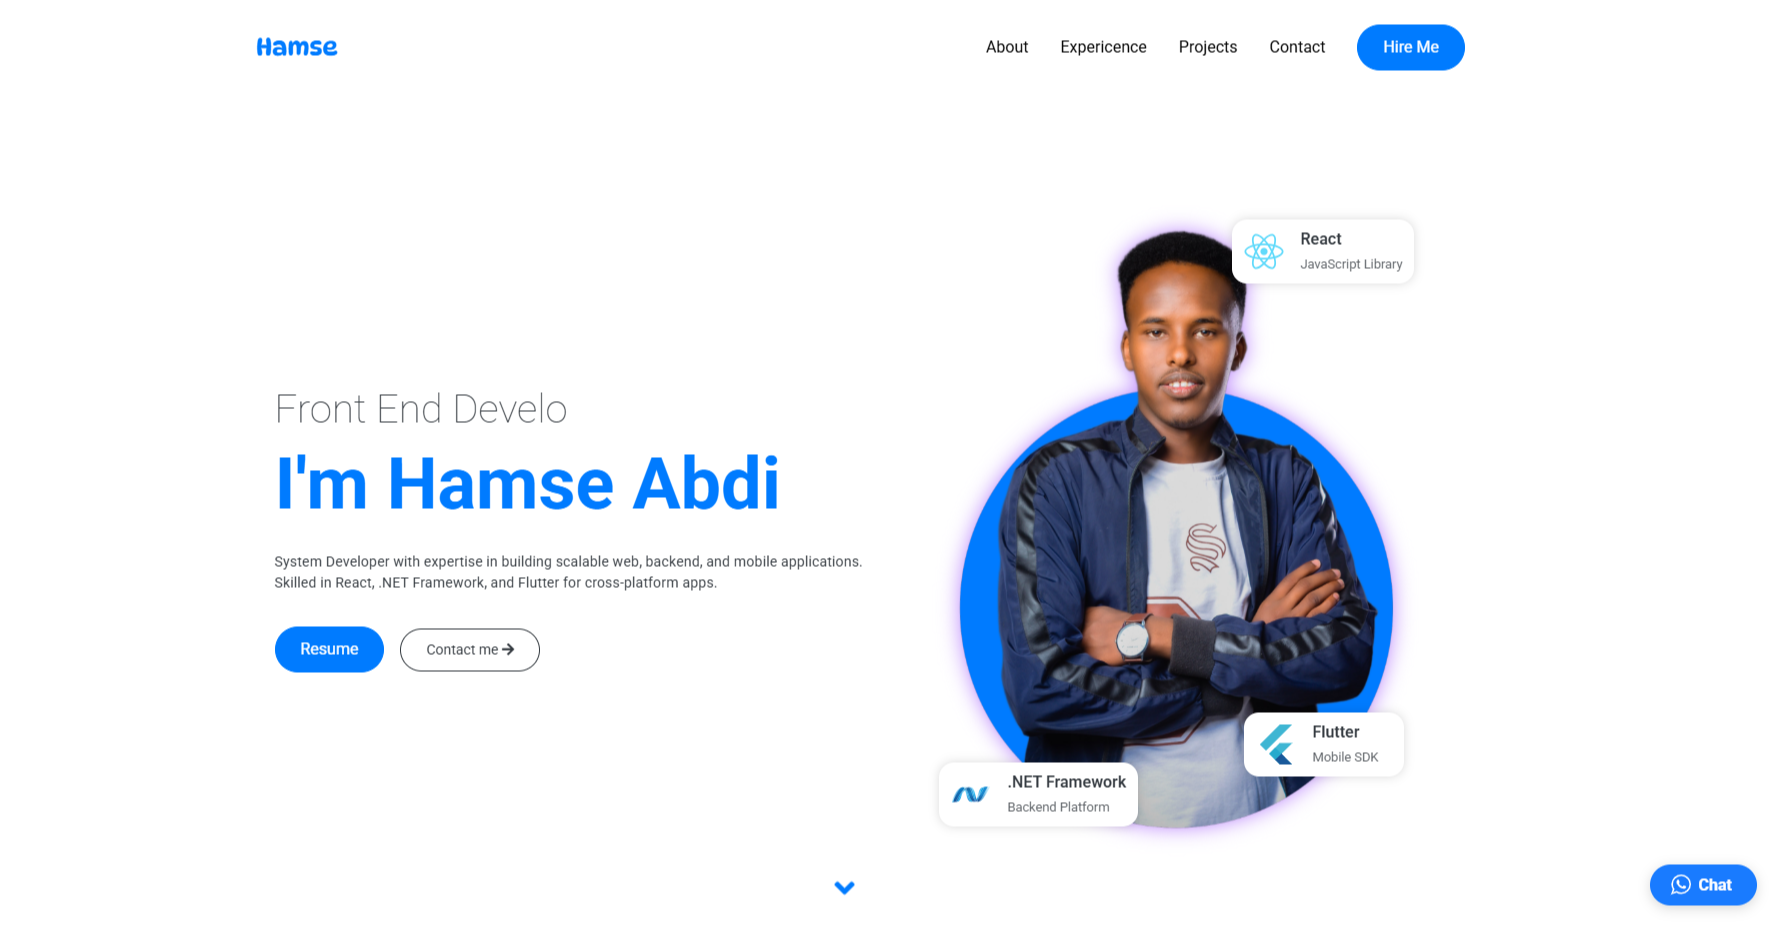 Hamse
About Expericence Projects Contact Hire Me
React
JavaScript Library
Front End Develo
I'm Hamse Abdi
System Developer with expertise in building scalable web, backend, and mobile applications.
Skilled in React, .NET Framework, and Flutter for cross-platform apps.
Resume Contact me
Flutter
Mobile SDK
.NET Framework
Backend Platform
Chat